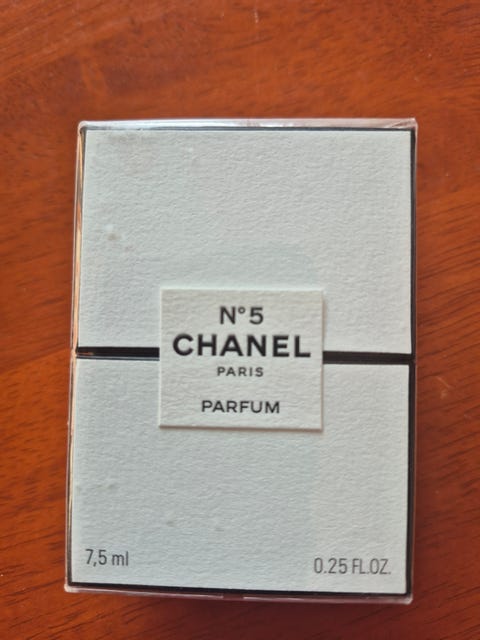 N°5
CHANEL
PARIS
PARFUM
7,5 ml
0.25 FL.OZ.